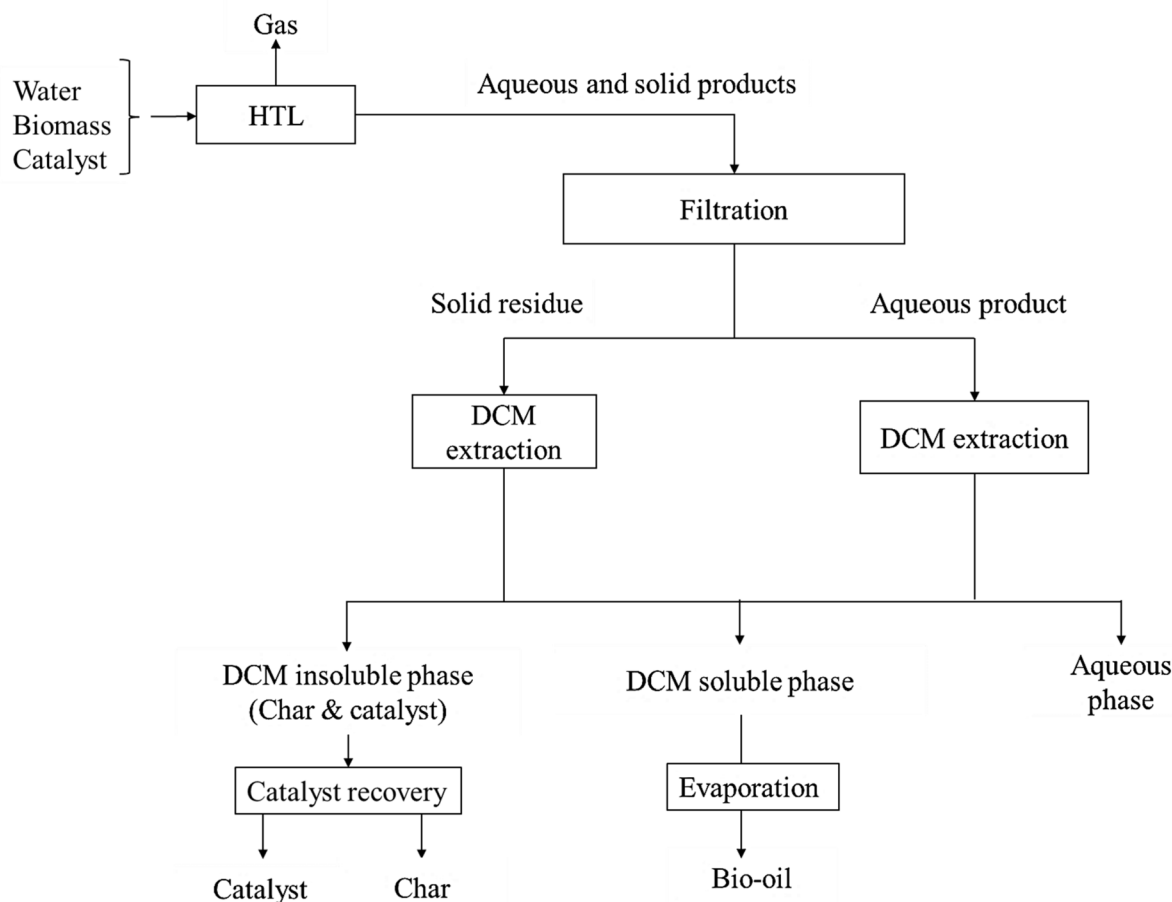 Gas
Water
Biomass
Catalyst
HTL
Aqueous and solid products
Filtration
Solid residue
Aqueous product
DCM
extraction
DCM extraction
DCM insoluble phase
(Char & catalyst)
DCM soluble phase
Aqueous
phase
Catalyst recovery
Evaporation
Catalyst
Char
Bio-oil